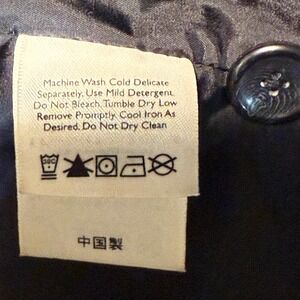 Machine Wash Cold Delicate
Separately. Use Mild Detergent.
Do Not Bleach. Tumble Dry Low
Remove Promptly. Cool Iron As
Desired. Do Not Dry Clean
中国製